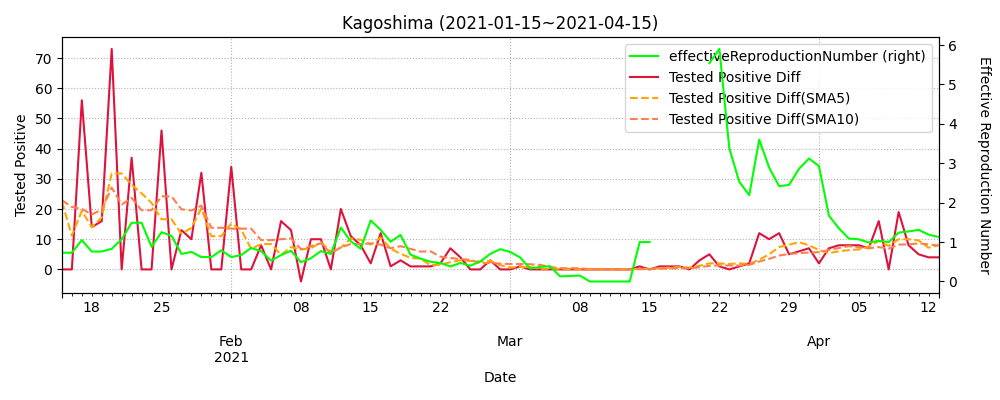 Kagoshima (2021-01-15~2021-04-15)
effectiveReproductionNumber (right)
Tested Positive Diff
Tested Positive Diff(SMA5)
Tested Positive Diff(SMA10)
Tested Positive
70
60
50
40
30
20
10
0
Effective Reproduction Number
6
5
4
3
2
1
0
18 25 08 15 22 08 15 22 29 05 12
Feb Mar Apr
2021
Date